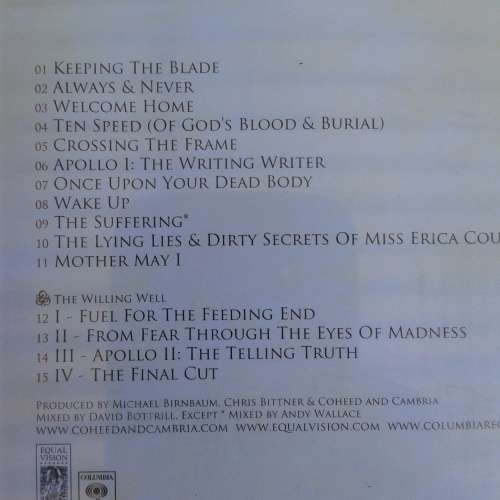 01 KEEPING THE BLADE
02 ALWAYS & NEVER
03 WELCOME HOME
04 TEN SPEED (OF GOD'S BLOOD & BURIAL)
05 CROSSING THE FRAME
06 APOLLO I: THE WRITING WRITER
07 ONCE UPON YOUR DEAD BODY
08 WAKE UP
09 THE SUFFERING*
10 THE LYING LIES & DIRTY SECRETS OF MISS ERICA COU
11 MOTHER MAY I
THE WILLING WELL
12 I - FUEL FOR THE FEEDING END
13 II - FROM FEAR THROUGH THE EYES OF MADNESS
14 III - APOLLO II: THE TELLING TRUTH
15 IV - THE FINAL CUT
PRODUCED BY MICHAEL BIRNBAUM, CHRIS BITTNER & COHEED AND CAMBRIA
MIXED BY DAVID BOTTRILL, EXCEPT * MIXED BY ANDY WALLACE
WWW.COHEEDANDCAMBRIA.COM WWW.EQUALVISION.COM WWW.COLUMBIAREC
EQUAL
VISION
COLUMBIA